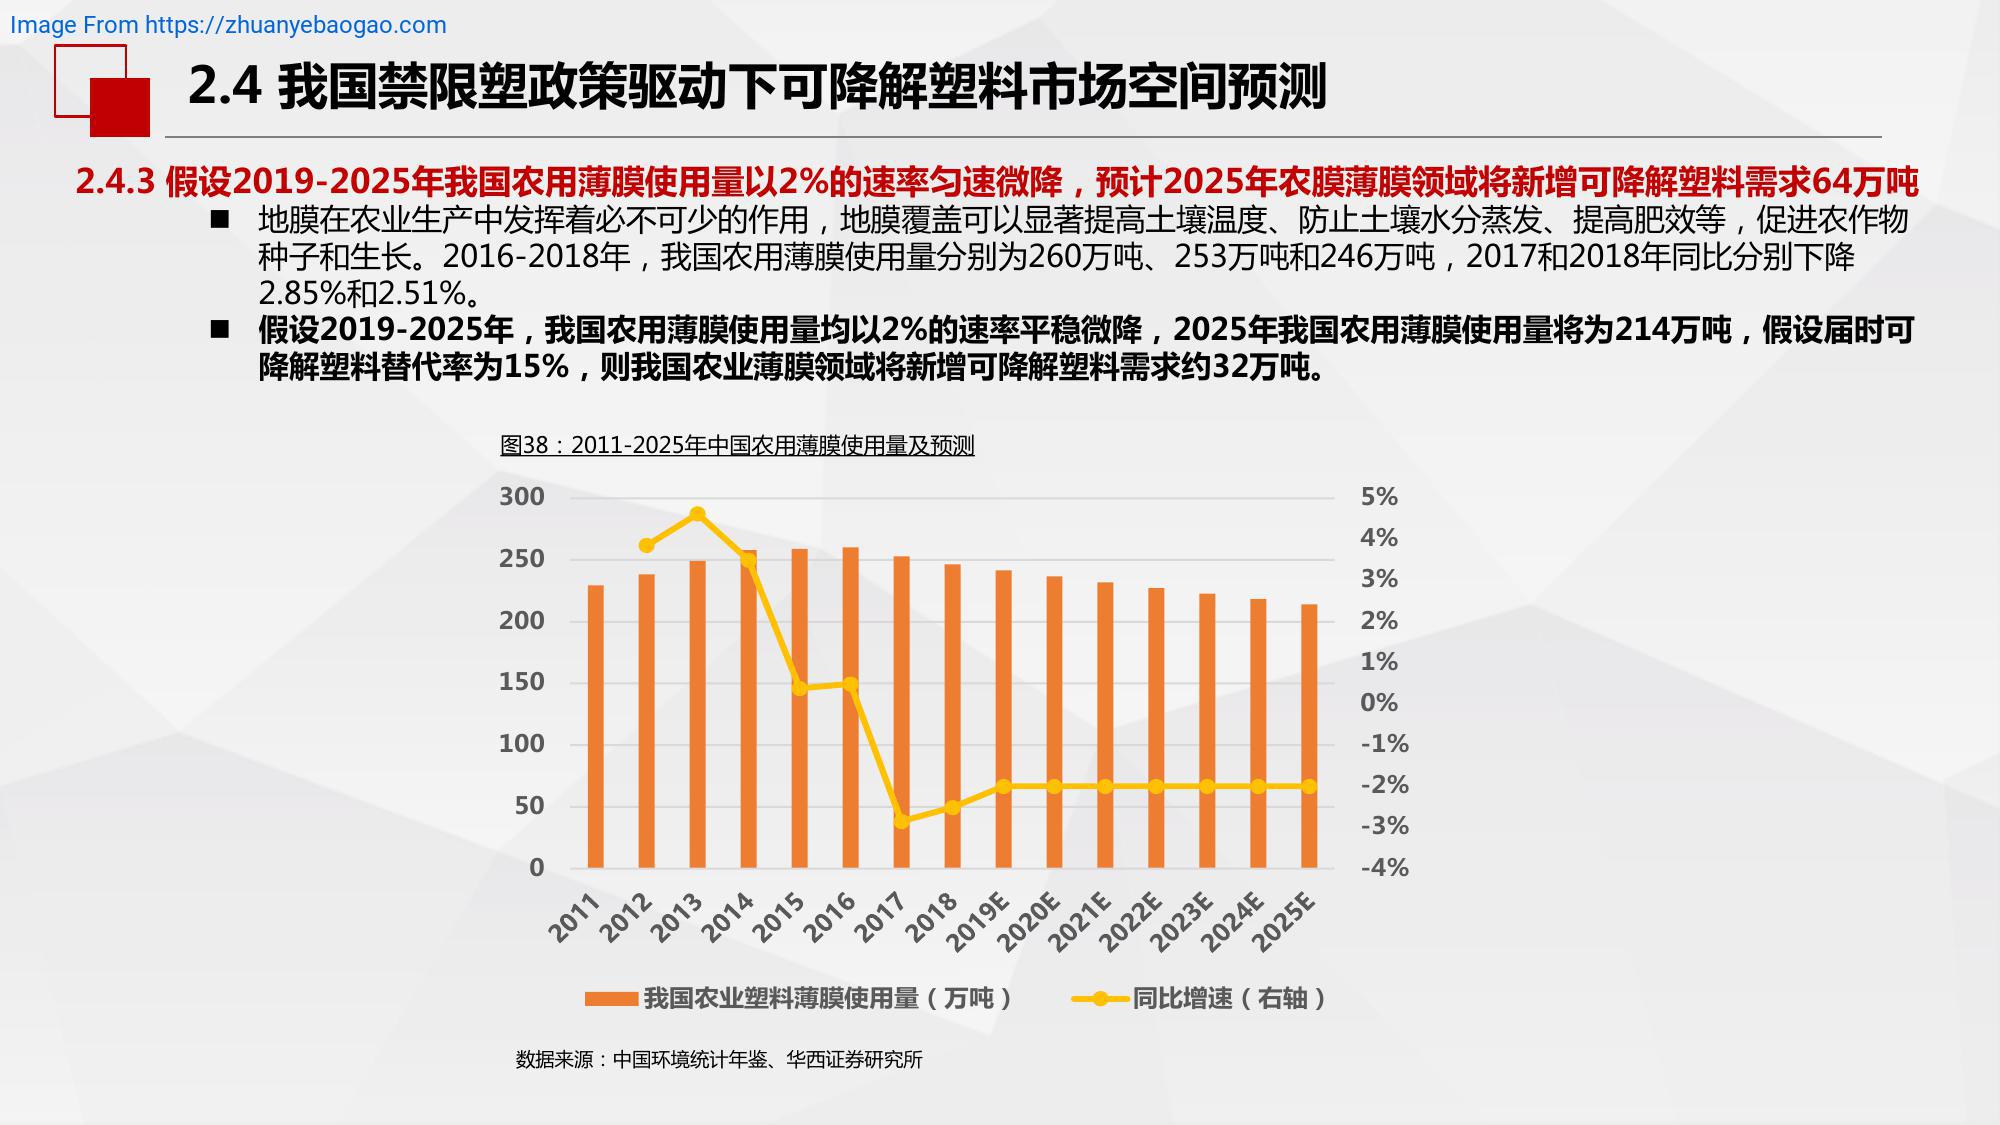 Image From https://zhuanyebaogao.com
2.4 我国禁限塑政策驱动下可降解塑料市场空间预测
2.4.3 假设2019-2025年我国农用薄膜使用量以2%的速率匀速微降，预计2025年农膜薄膜领域将新增可降解塑料需求64万吨
■ 地膜在农业生产中发挥着必不可少的作用，地膜覆盖可以显著提高土壤温度、防止土壤水分蒸发、提高肥效等，促进农作物
种子和生长。2016-2018年，我国农用薄膜使用量分别为260万吨、253万吨和246万吨，2017和2018年同比分别下降
2.85%和2.51%。
■ 假设2019-2025年，我国农用薄膜使用量均以2%的速率平稳微降，2025年我国农用薄膜使用量将为214万吨，假设届时可
降解塑料替代率为15%，则我国农业薄膜领域将新增可降解塑料需求约32万吨。
图38：2011-2025年中国农用薄膜使用量及预测
300
250
200
150
100
50
0
5%
4%
3%
2%
1%
0%
-1%
-2%
-3%
-4%
2011 2012 2013 2014 2015 2016 2017 2018 2019E 2020E 2021E 2022E 2023E 2024E 2025E
我国农业塑料薄膜使用量（万吨） 同比增速（右轴）
数据来源：中国环境统计年鉴、华西证券研究所